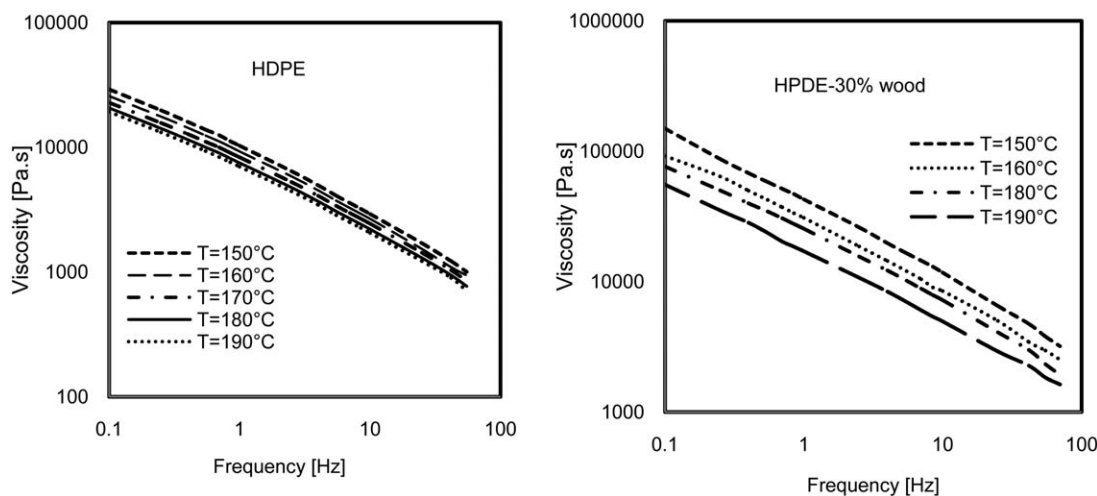 100000
10000
1000
100
Viscosity [Pa.s]
HDPE
T=150°C
T=160°C
T=170°C
T=180°C
T=190°C
0.1 1 10 100
Frequency [Hz]
1000000
100000
10000
1000
Viscosity [Pa.s]
HPDE-30% wood
T=150°C
T=160°C
T=180°C
T=190°C
0.1 1 10 100
Frequency [Hz]